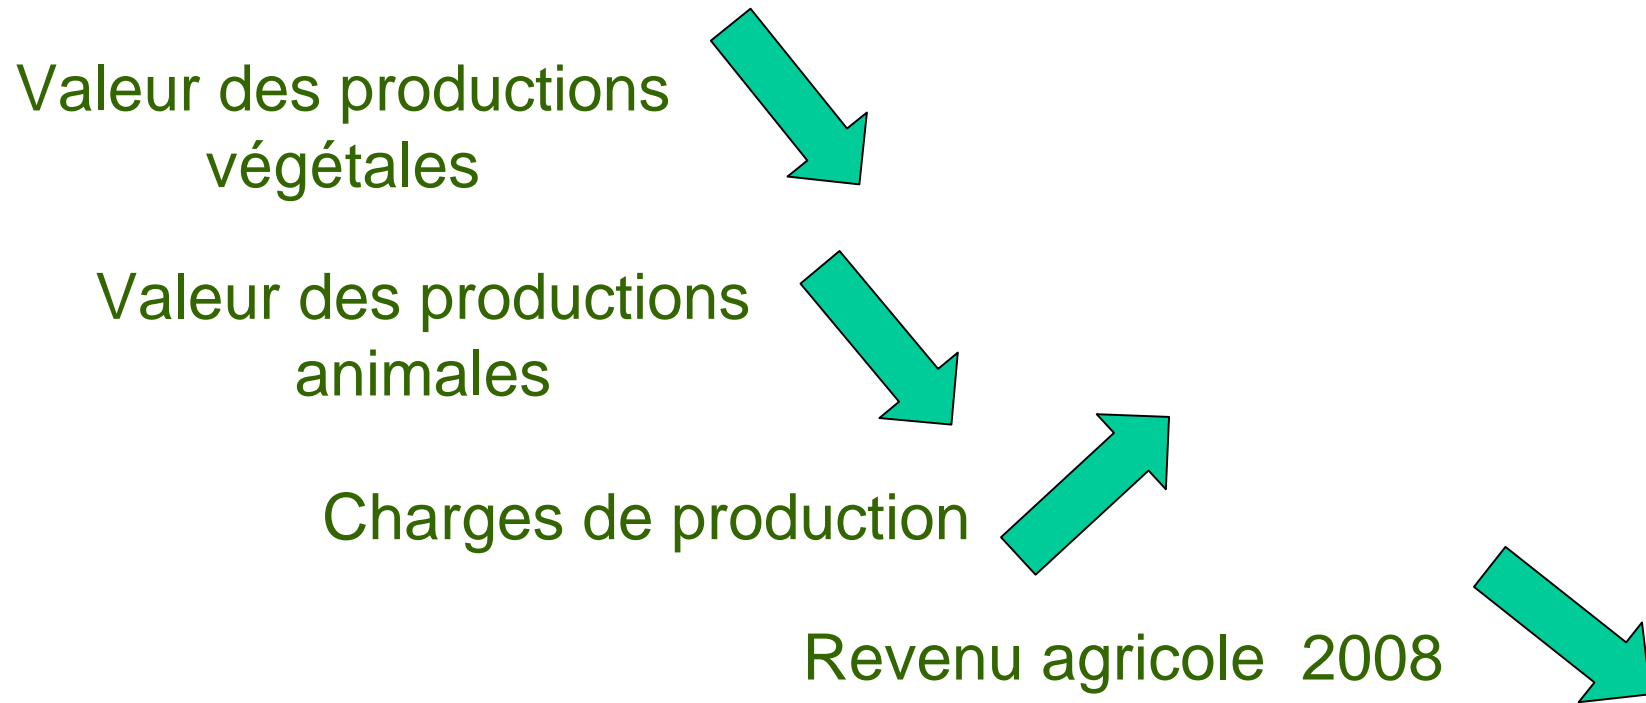 Valeur des productions
végétales
Valeur des productions
animales
Charges de production
Revenu agricole 2008